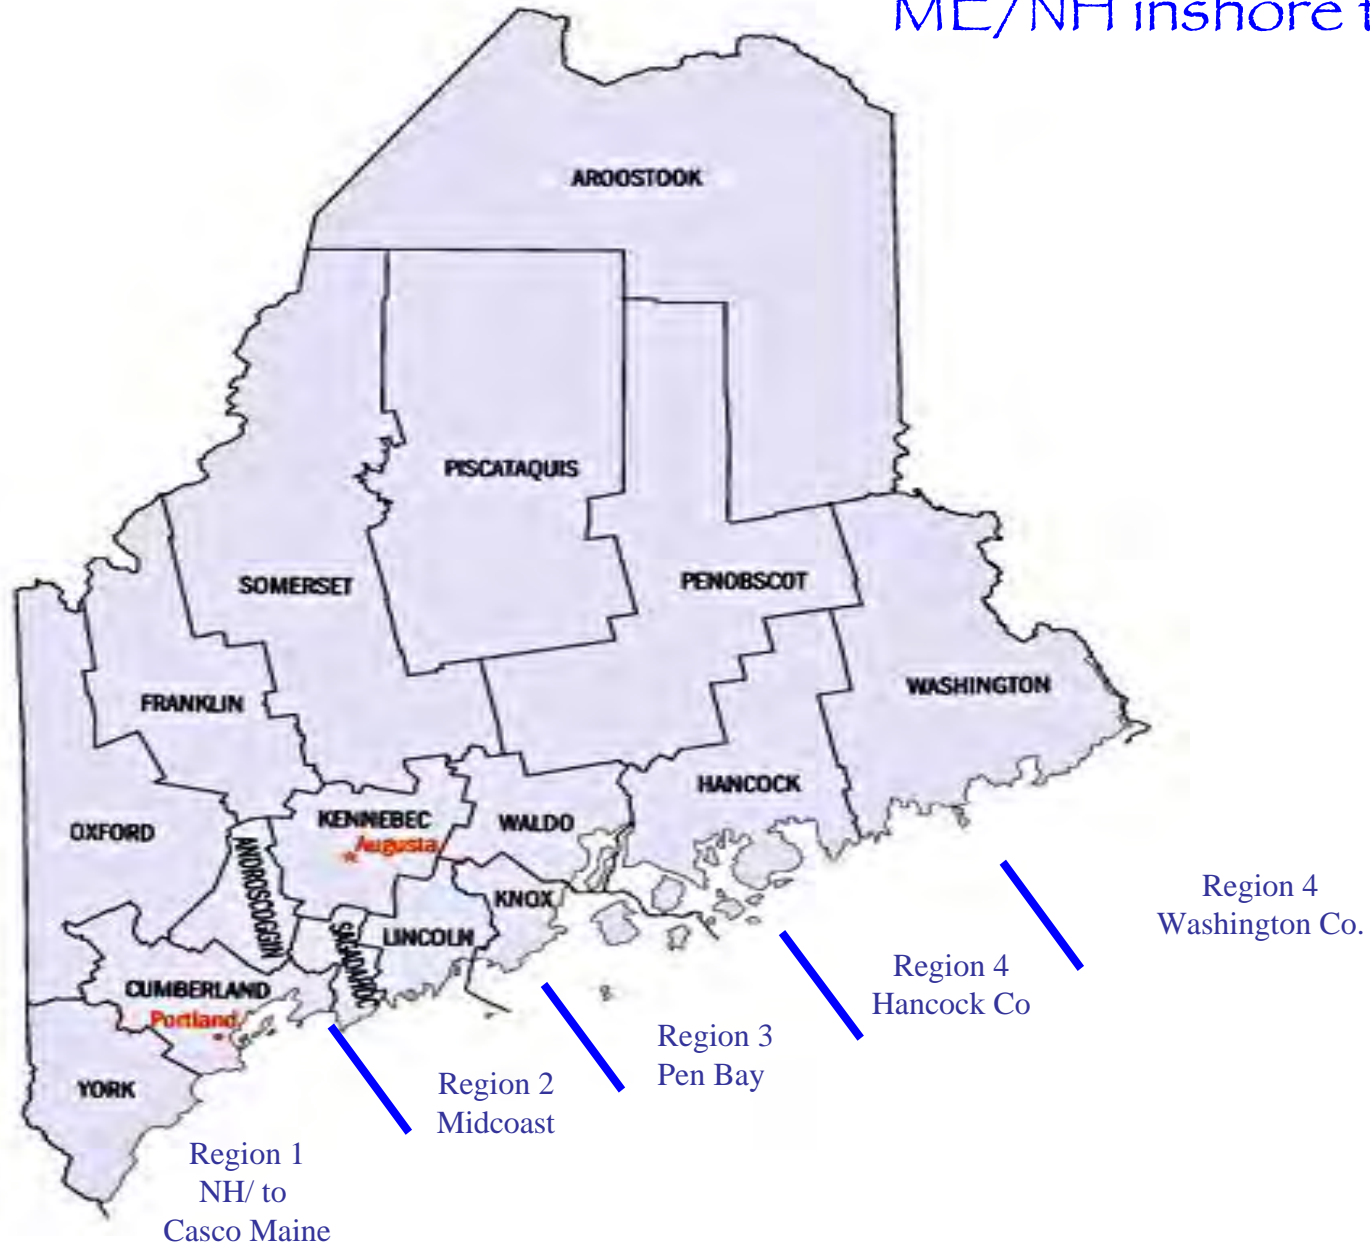 ME/NH inshore
AROOSTOOK
PISCATAQUIS
SOMERSET
PENOBSCOT
FRANKLIN
WASHINGTON
HANCOCK
OXFORD
KENNEBEC
Augusta
WALDO
ANDROSCOGGIN
KNOX
SAGADAHOC
LINCOLN
CUMBERLAND
Portland
YORK
Region 4
Washington Co.
Region 4
Hancock Co
Region 3
Pen Bay
Region 2
Midcoast
Region 1
NH/ to
Casco Maine